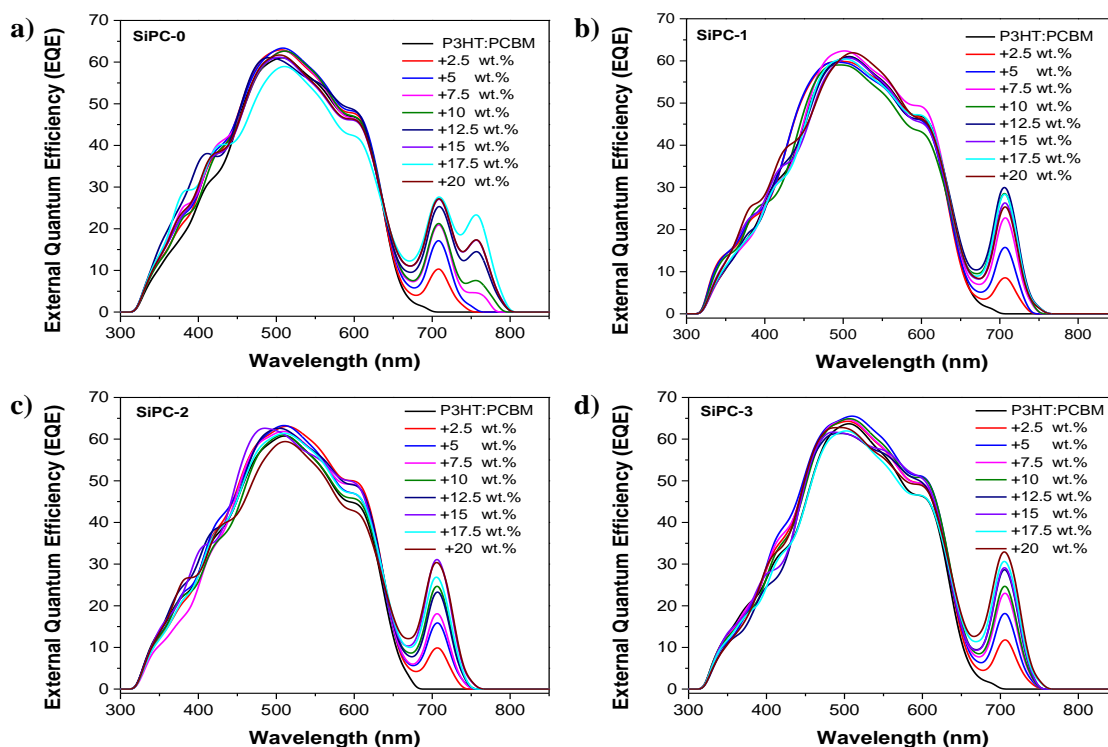 a)
SiPC-0
P3HT:PCBM
+2.5 wt.%
+5 wt.%
+7.5 wt.%
+10 wt.%
+12.5 wt.%
+15 wt.%
+17.5 wt.%
+20 wt.%
External Quantum Efficiency (EQE)
70
60
50
40
30
20
10
0
300 400 500 600 700 800
Wavelength (nm)
b)
SiPC-1
P3HT:PCBM
+2.5 wt.%
+5 wt.%
+7.5 wt.%
+10 wt.%
+12.5 wt.%
+15 wt.%
+17.5 wt.%
+20 wt.%
External Quantum Efficiency (EQE)
70
60
50
40
30
20
10
0
300 400 500 600 700 800
Wavelength (nm)
c)
SiPC-2
P3HT:PCBM
+2.5 wt.%
+5 wt.%
+7.5 wt.%
+10 wt.%
+12.5 wt.%
+15 wt.%
+17.5 wt.%
+20 wt.%
External Quantum Efficiency (EQE)
70
60
50
40
30
20
10
0
300 400 500 600 700 800
Wavelength (nm)
d)
SiPC-3
P3HT:PCBM
+2.5 wt.%
+5 wt.%
+7.5 wt.%
+10 wt.%
+12.5 wt.%
+15 wt.%
+17.5 wt.%
+20 wt.%
External Quantum Efficiency (EQE)
70
60
50
40
30
20
10
0
300 400 500 600 700 800
Wavelength (nm)